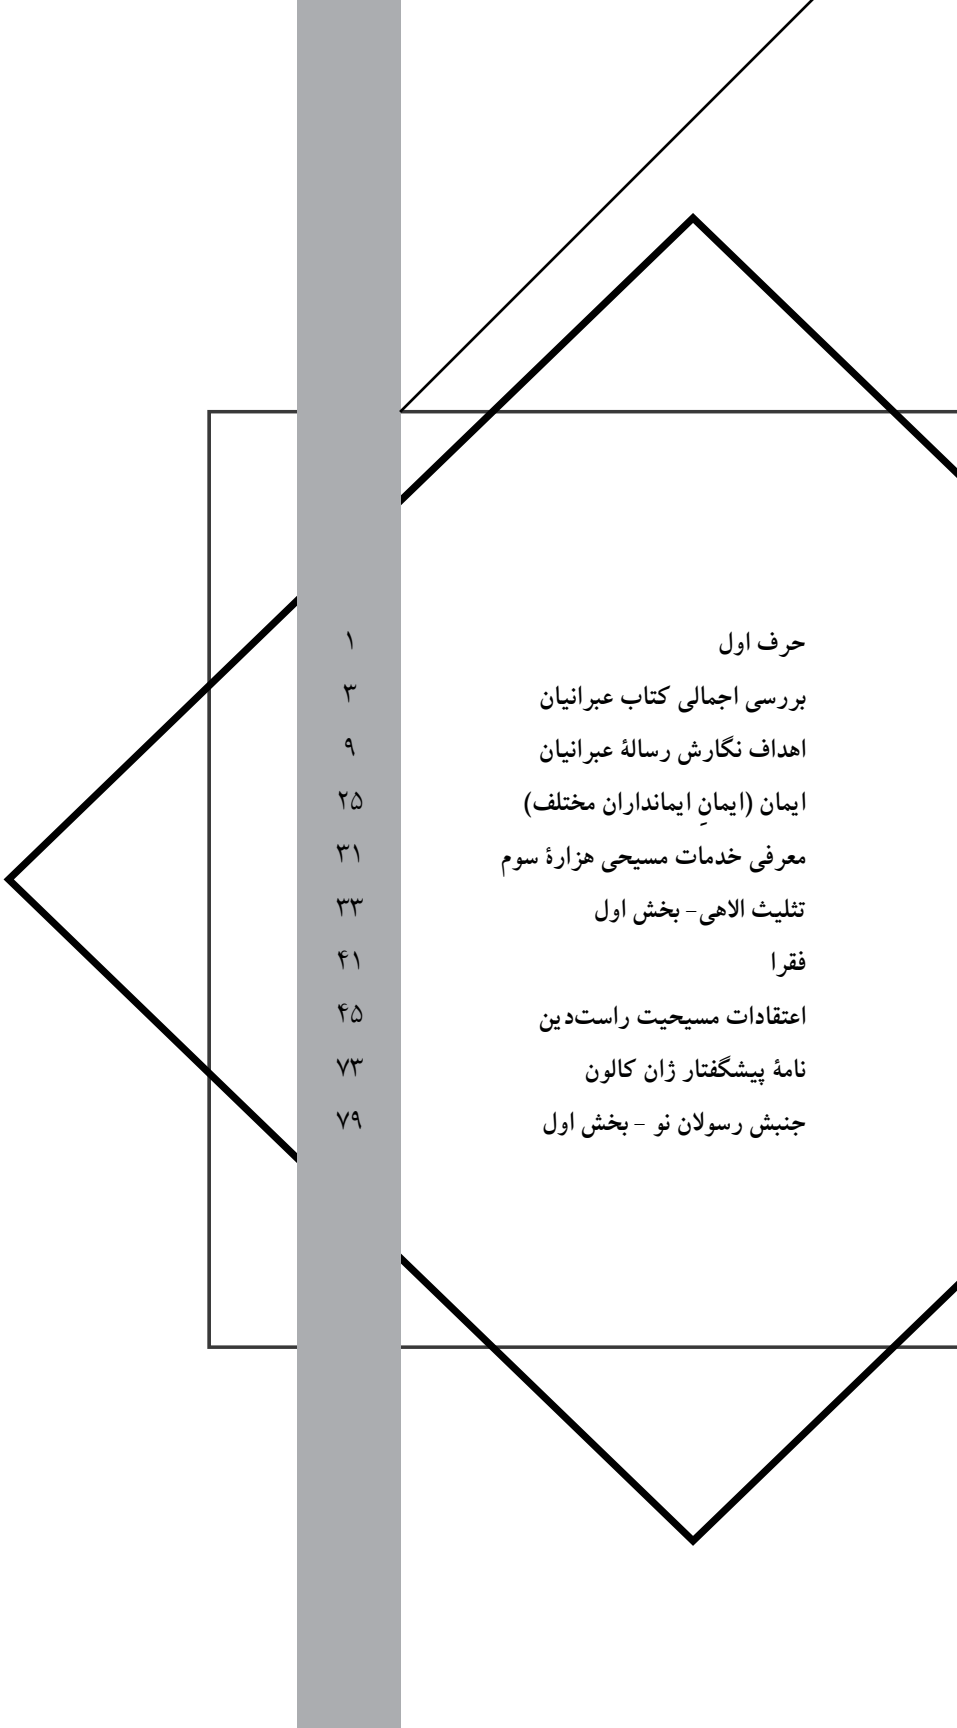 حرف اول ۱
بررسی اجمالی کتاب عبرانیان ۳
اهداف نگارش رسالهٔ عبرانیان ۹
ایمان (ایمانِ ایمانداران مختلف) ۲۵
معرفی خدمات مسیحی هزارهٔ سوم ۳۱
تثلیث الاهی- بخش اول ۳۳
فقرا ۴۱
اعتقادات مسیحیت راست‌دین ۴۵
نامهٔ پیشگفتار ژان کالون ۷۳
جنبش رسولان نو - بخش اول ۷۹